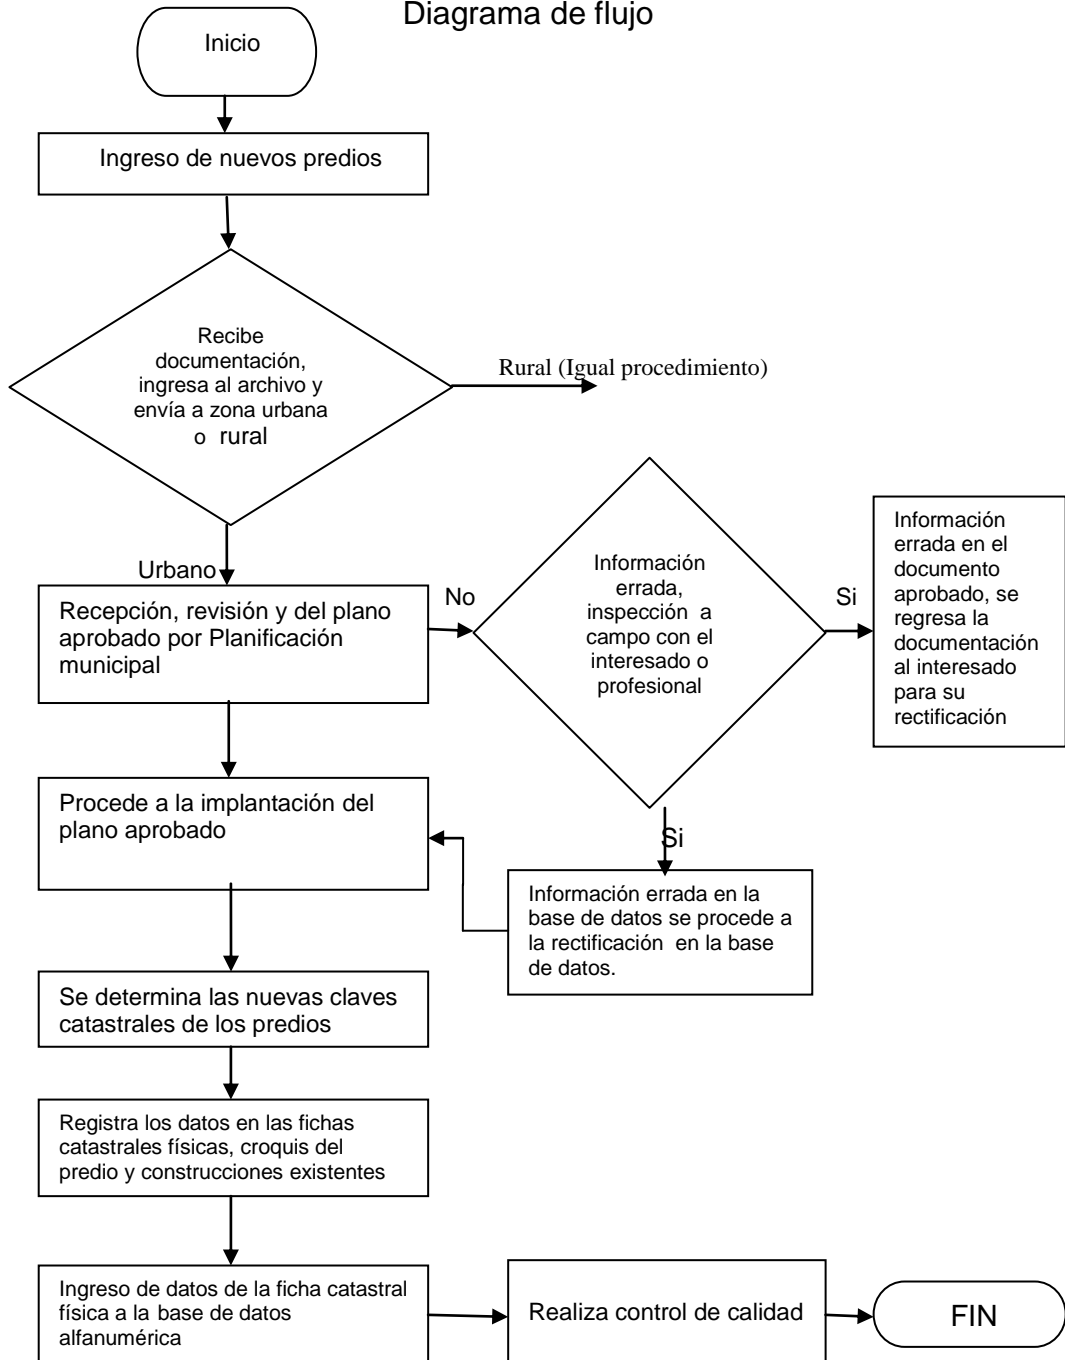 Diagrama de flujo
Inicio
Ingreso de nuevos predios
Recibe
documentación,
ingresa al archivo y
envía a zona urbana
o rural
Rural (Igual procedimiento)
Urbano
Recepción, revisión y del plano
aprobado por Planificación
municipal
No
Información
errada,
inspección a
campo con el
interesado o
profesional
Si
Información
errada en el
documento
aprobado, se
regresa la
documentación
al interesado
para su
rectificación
Si
Información errada en la
base de datos se procede a
la rectificación en la base
de datos.
Procede a la implantación del
plano aprobado
Se determina las nuevas claves
catastrales de los predios
Registra los datos en las fichas
catastrales físicas, croquis del
predio y construcciones existentes
Ingreso de datos de la ficha catastral
física a la base de datos
alfanumérica
Realiza control de calidad
FIN